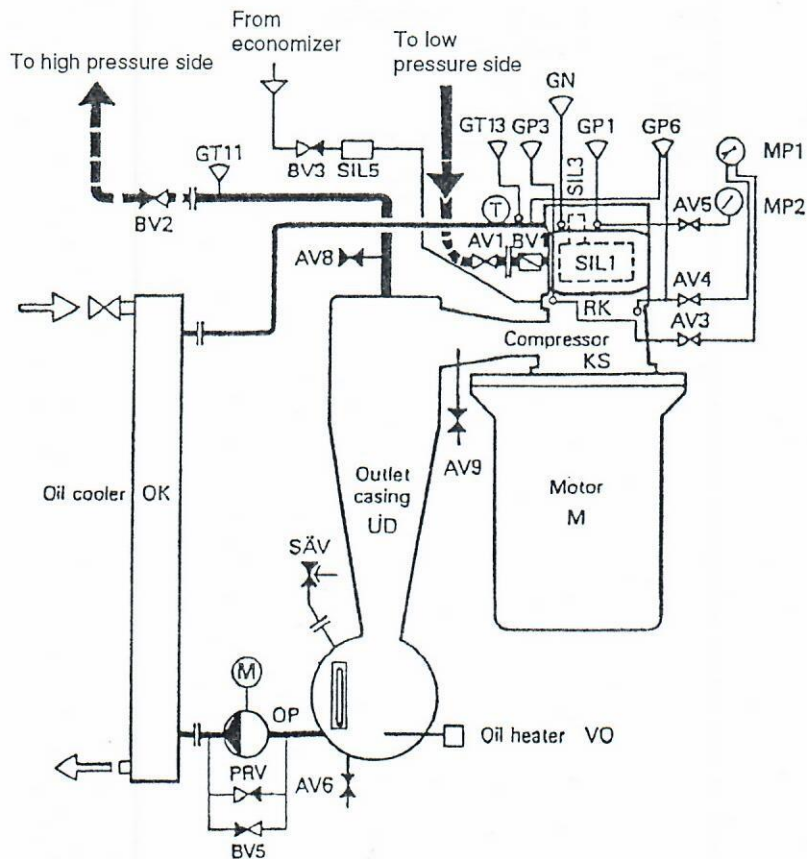 From
economizer
To high pressure side
To low
pressure side
GN
GT13
GP3
GP1
GP6
MP1
GT11
BV3
SIL5
SIL3
MP2
AV5
BV2
T
AV1
BV1
SIL1
AV8
AV4
RK
AV3
Compressor
KS
AV9
Oil cooler
OK
Outlet
casing
UD
Motor
M
SÄV
M
OP
Oil heater VO
PRV
AV6
BV5